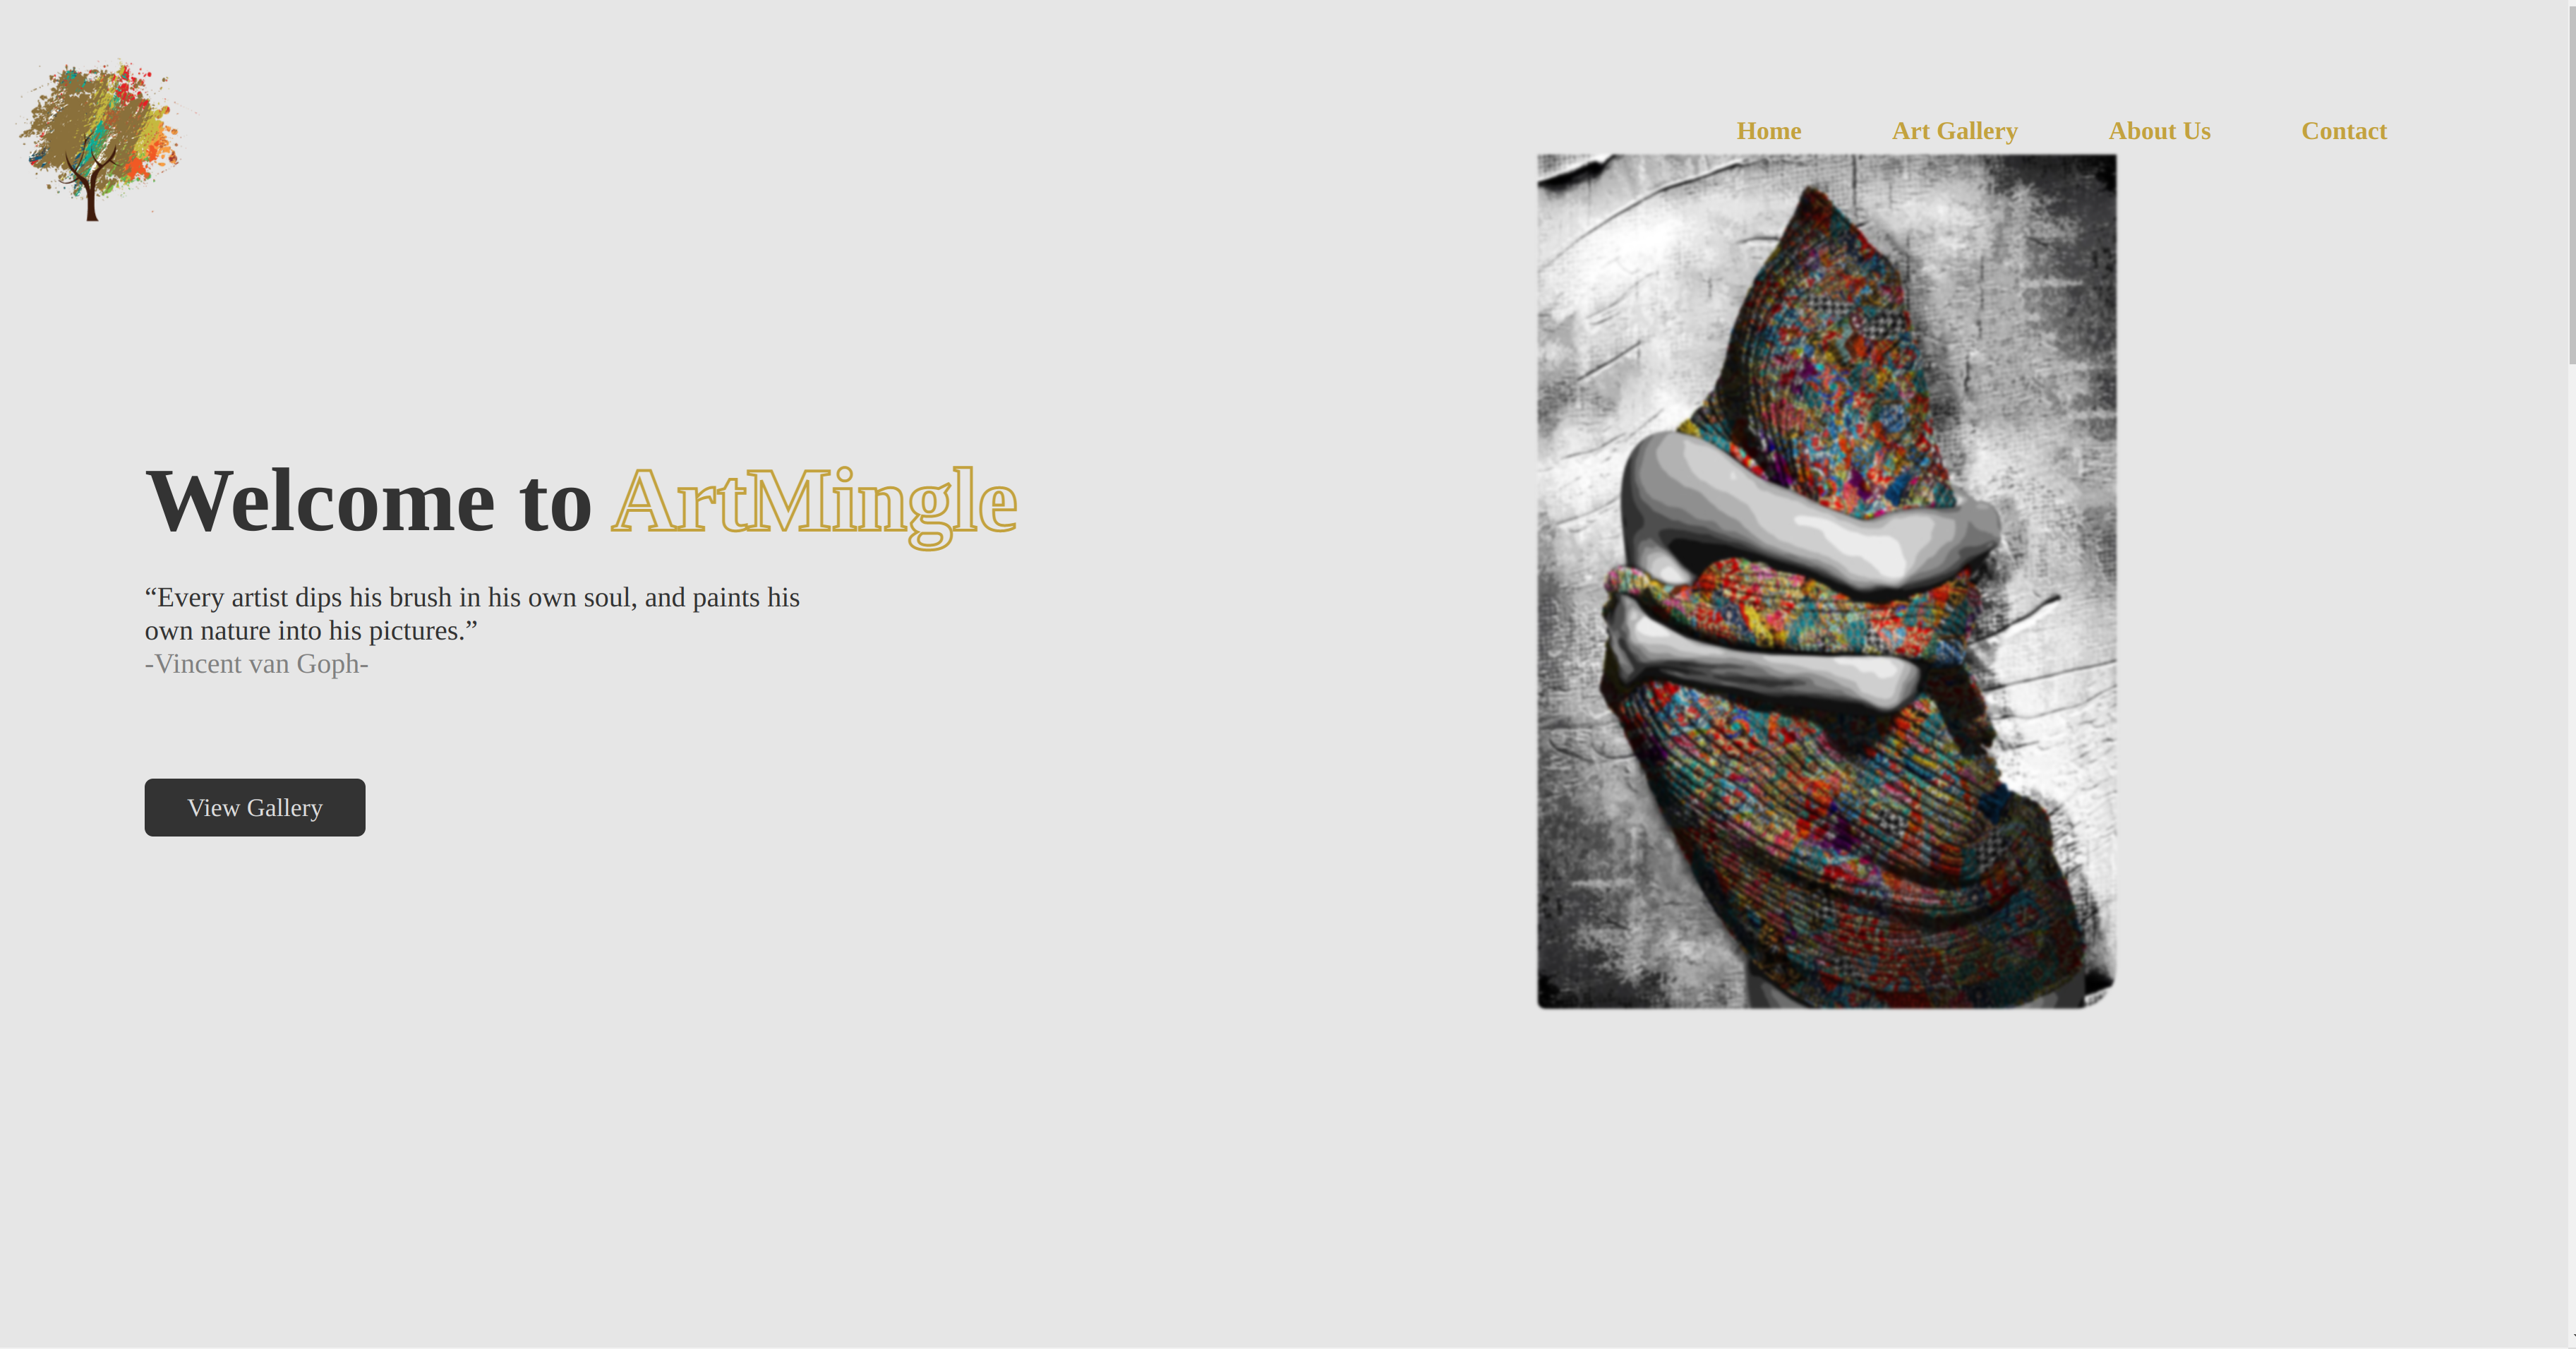 Home Art Gallery About Us Contact
Welcome to ArtMingle
“Every artist dips his brush in his own soul, and paints his
own nature into his pictures.”
-Vincent van Goph-
View Gallery